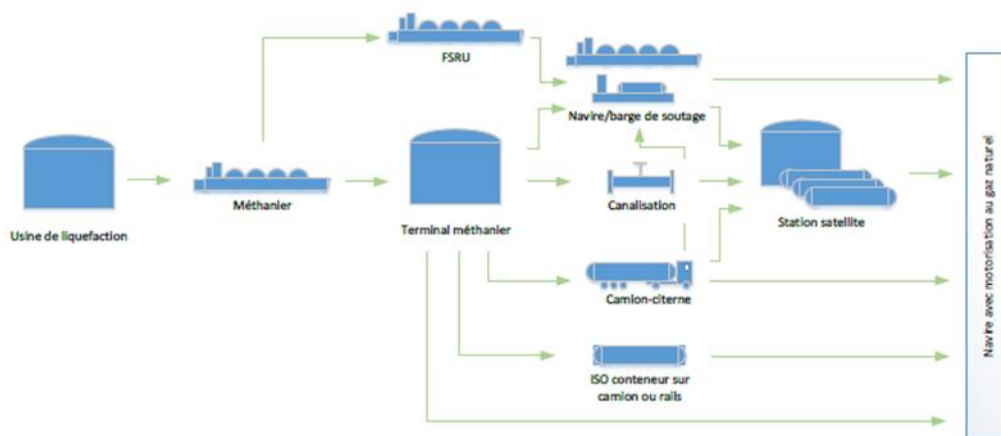 FSRU
Navire/barge de soutage
Usine de liquefaction
Méthanier
Terminal méthanier
Canalisation
Station satellite
Camion-citerne
ISO conteneur sur
camion ou rails
Navire avec motorisation au gaz naturel